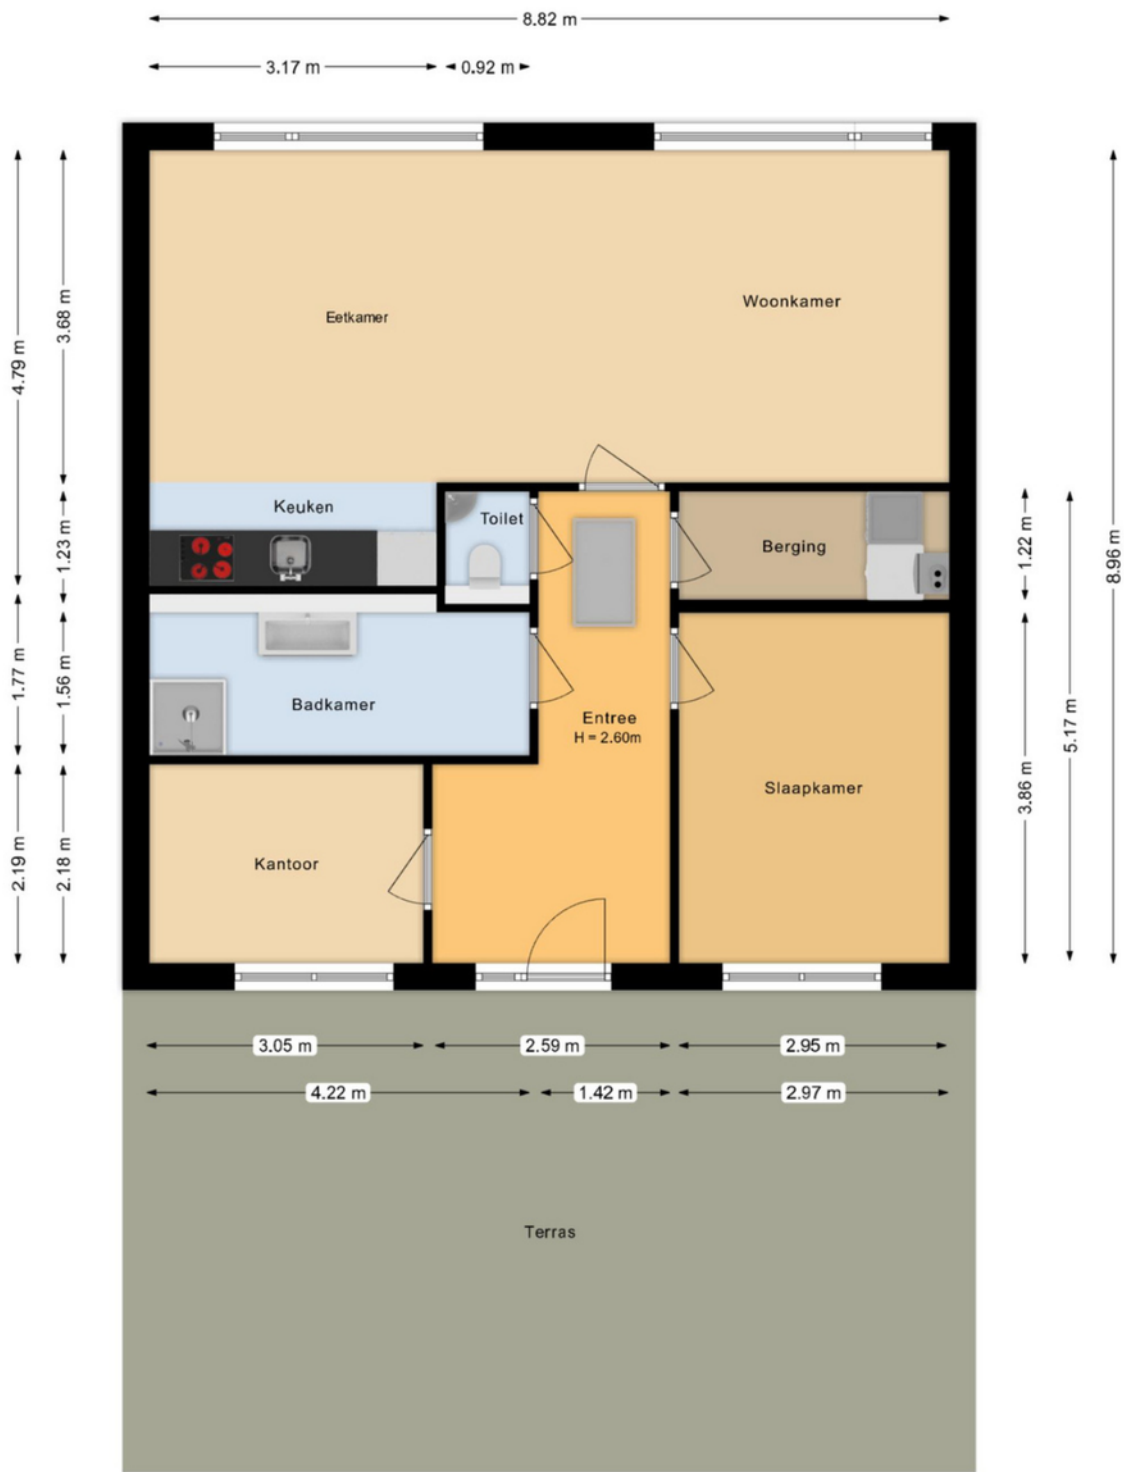 8.82 m
3.17 m
0.92 m
4.79 m
3.68 m
8.96 m
Woonkamer
Eetkamer
Keuken
Toilet
1.23 m
Berging
1.22 m
1.77 m
1.56 m
Badkamer
Entree
H = 2.60m
5.17 m
3.86 m
Slaapkamer
2.19 m
2.18 m
Kantoor
3.05 m
2.59 m
2.95 m
4.22 m
1.42 m
2.97 m
Terras